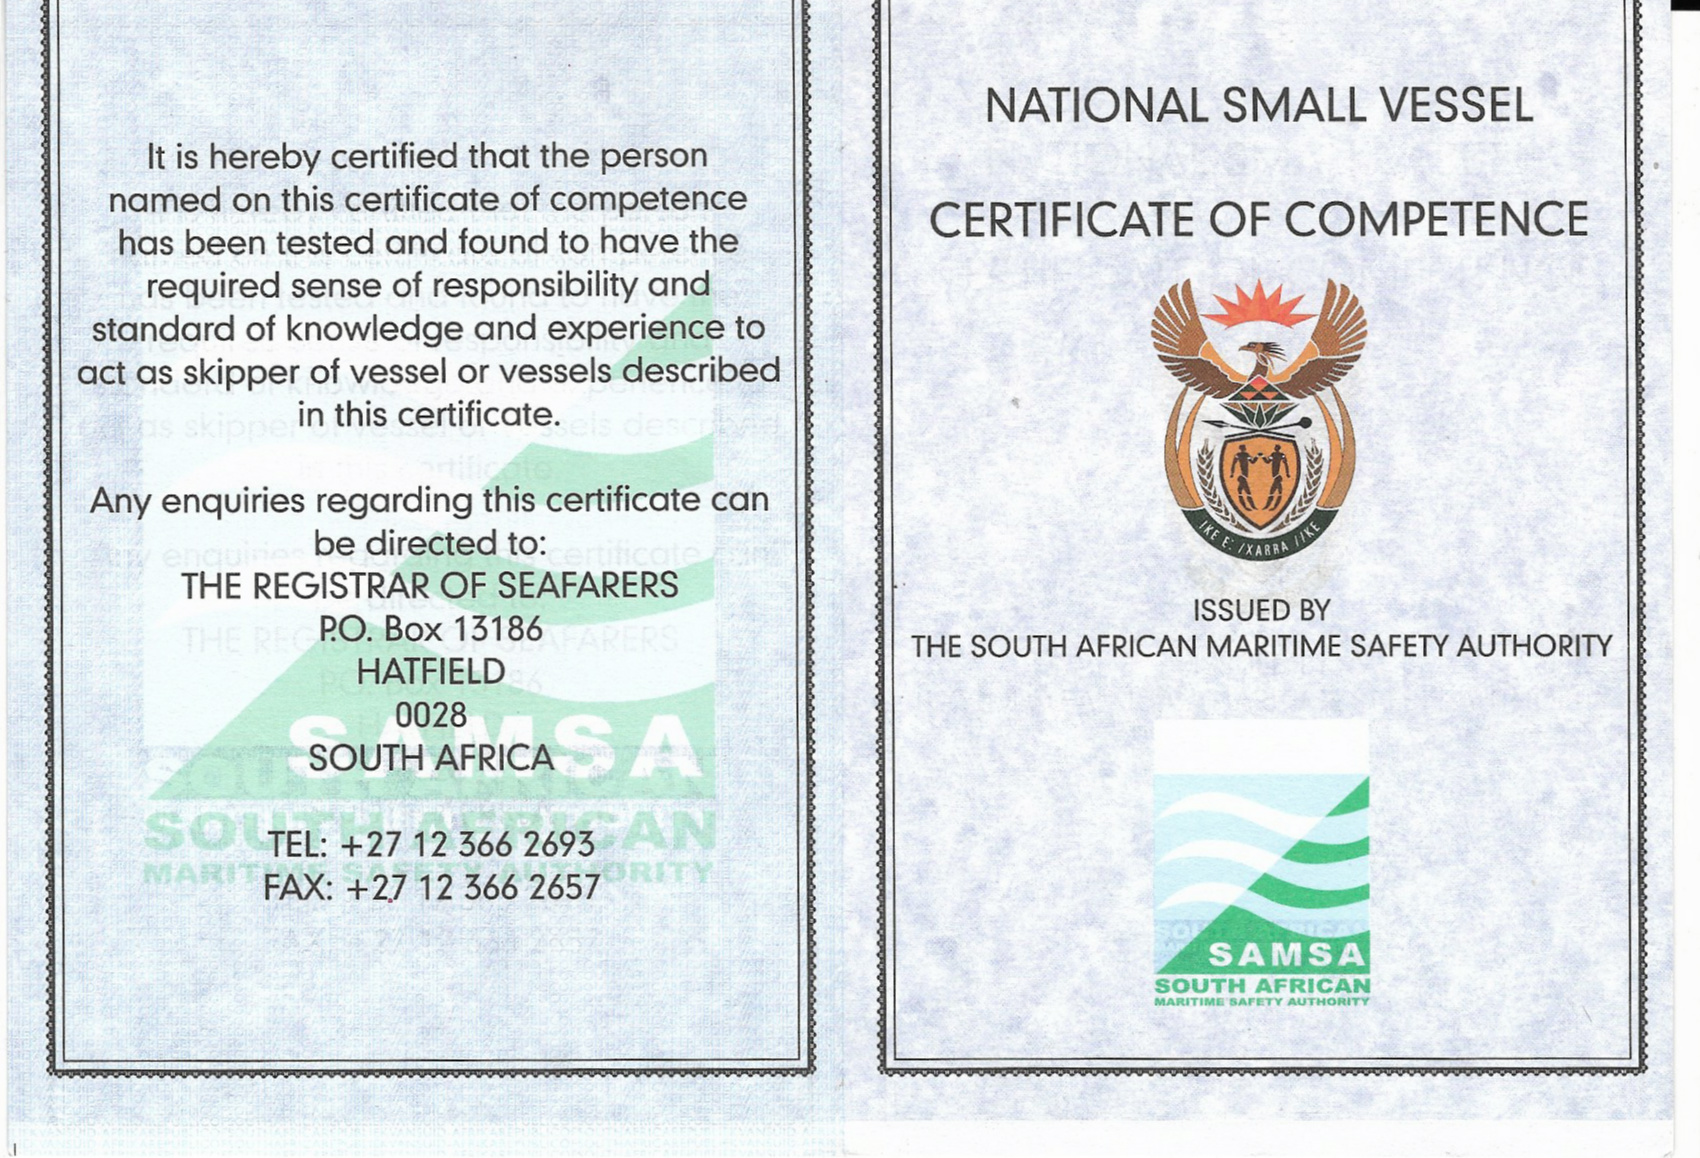 It is hereby certified that the person
named on this certificate of competence
has been tested and found to have the
required sense of responsibility and
standard of knowledge and experience to
act as skipper of vessel or vessels described
in this certificate.
Any enquiries regarding this certificate can
be directed to:
THE REGISTRAR OF SEAFARERS
P.O. Box 13186
HATFIELD
0028
SOUTH AFRICA
TEL: +27 12 366 2693
FAX: +27 12 366 2657
SAMSA
SOUTH AFRICAN
MARITIME SAFETY AUTHORITY
NATIONAL SMALL VESSEL
CERTIFICATE OF COMPETENCE
!KE E: /XARRA //KE
ISSUED BY
THE SOUTH AFRICAN MARITIME SAFETY AUTHORITY
SAMSA
SOUTH AFRICAN
MARITIME SAFETY AUTHORITY